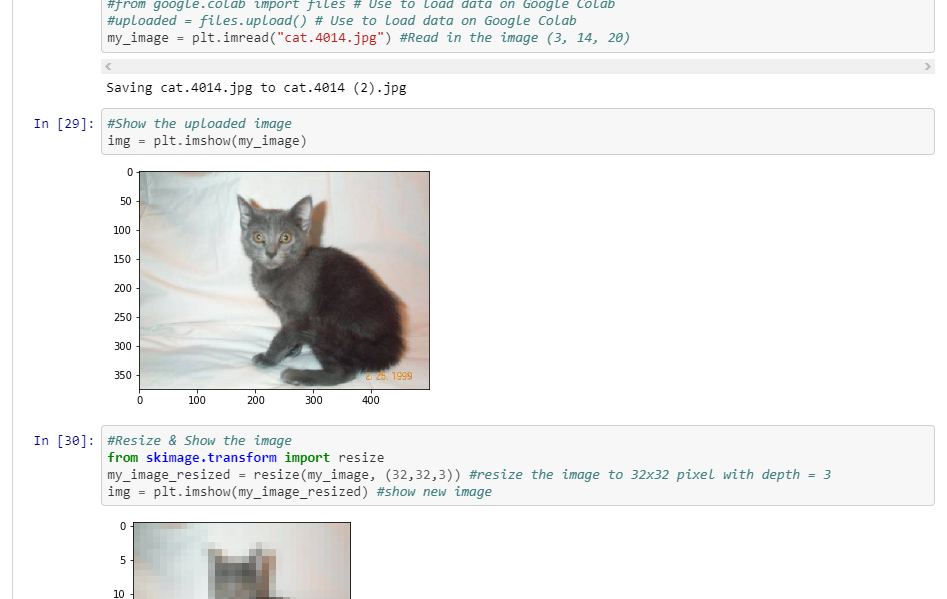 #from google.colab import files # Use to load data on Google Colab
#uploaded = files.upload() # Use to load data on Google Colab
my_image = plt.imread("cat.4014.jpg") #Read in the image (3, 14, 20)
Saving cat.4014.jpg to cat.4014 (2).jpg
In [29]:
#Show the uploaded image
img = plt.imshow(my_image)
0
50
100
150
200
250
300
350
2. 25. 1999
0 100 200 300 400
In [30]:
#Resize & Show the image
from skimage.transform import resize
my_image_resized = resize(my_image, (32,32,3)) #resize the image to 32x32 pixel with depth = 3
img = plt.imshow(my_image_resized) #show new image
0
5
10